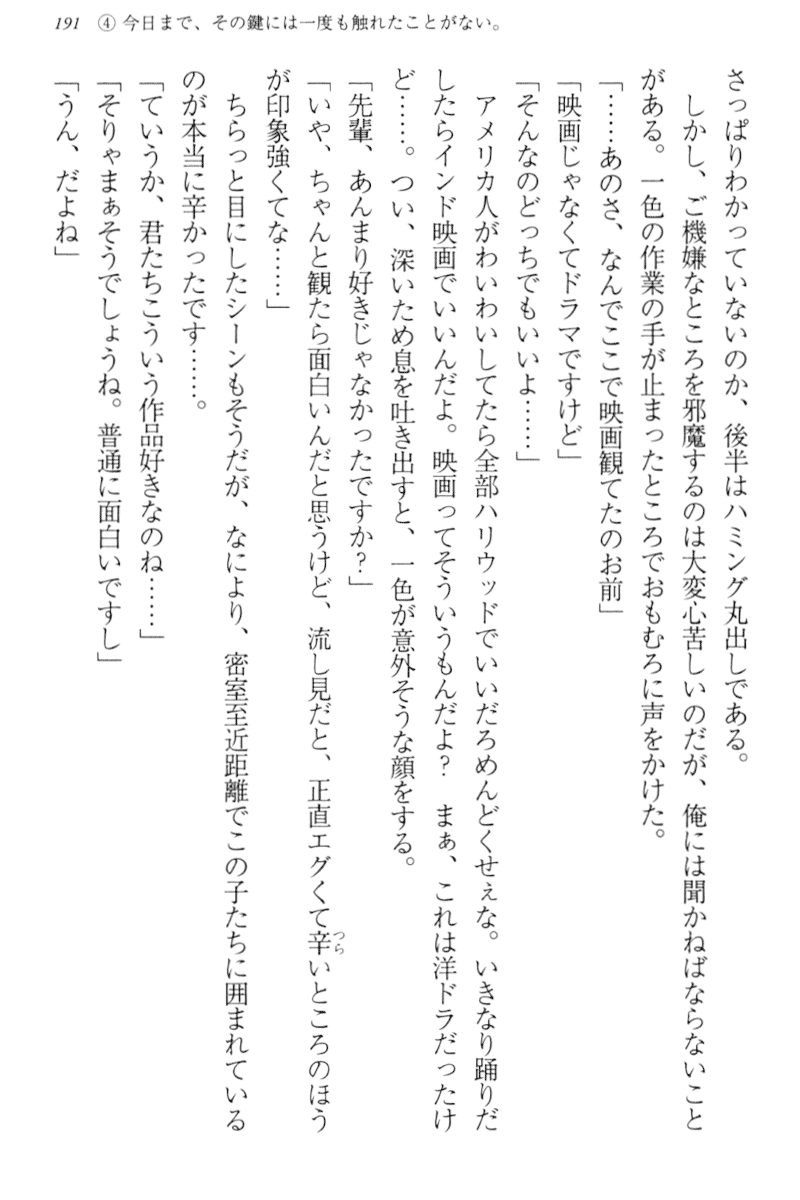 191 ④ 今日まで、その鍵には一度も触れたことがない。
さっぱりわかっていないのか、後半はハミング丸出しである。
しかし、ご機嫌なところを邪魔するのは大変心苦しいのだが、俺には聞かねばならないこと
がある。一色の作業の手が止まったところでおもむろに声をかけた。
「……あのさ、なんでここで映画観てたのお前」
「映画じゃなくてドラマですけど」
「そんなのどっちでもいいよ……」
アメリカ人がわいわいしてたら全部ハリウッドでいいだろめんどくせぇな。いきなり踊りだ
したらインド映画でいいんだよ。映画ってそういうもんだよ？　まぁ、これは洋ドラだったけ
ど……。つい、深いため息を吐き出すと、一色が意外そうな顔をする。
「先輩、あんまり好きじゃなかったですか？」
「いや、ちゃんと観たら面白いんだと思うけど、流し見だと、正直エグくて辛いところのほう
つら
が印象強くてな……」
ちらっと目にしたシーンもそうだが、なにより、密室至近距離でこの子たちに囲まれている
のが本当に辛かったです……。
「ていうか、君たちこういう作品好きなのね……」
「そりゃまぁそうでしょうね。普通に面白いですし」
「うん、だよね」